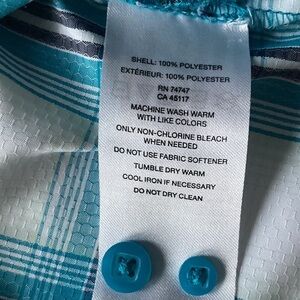 SHELL: 100% POLYESTER
EXTÉRIEUR: 100% POLYESTER
RN 74747
CA 45117
MACHINE WASH WARM
WITH LIKE COLORS
ONLY NON-CHLORINE BLEACH
WHEN NEEDED
DO NOT USE FABRIC SOFTENER
TUMBLE DRY WARM
COOL IRON IF NECESSARY
DO NOT DRY CLEAN